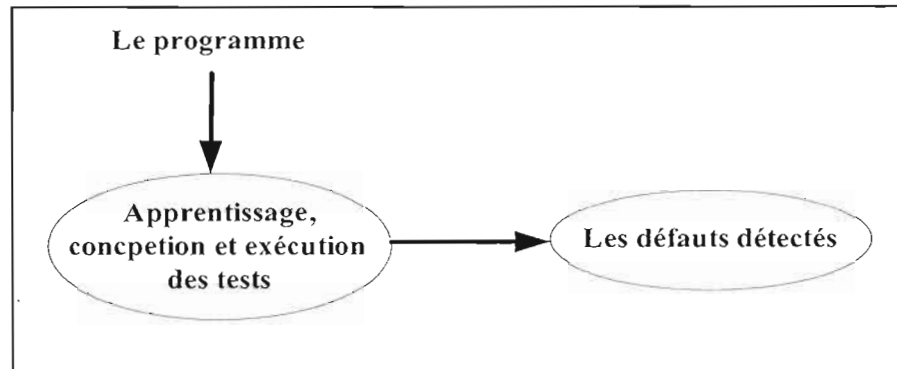 Le programme
Apprentissage,
concpetion et exécution
des tests
Les défauts détectés